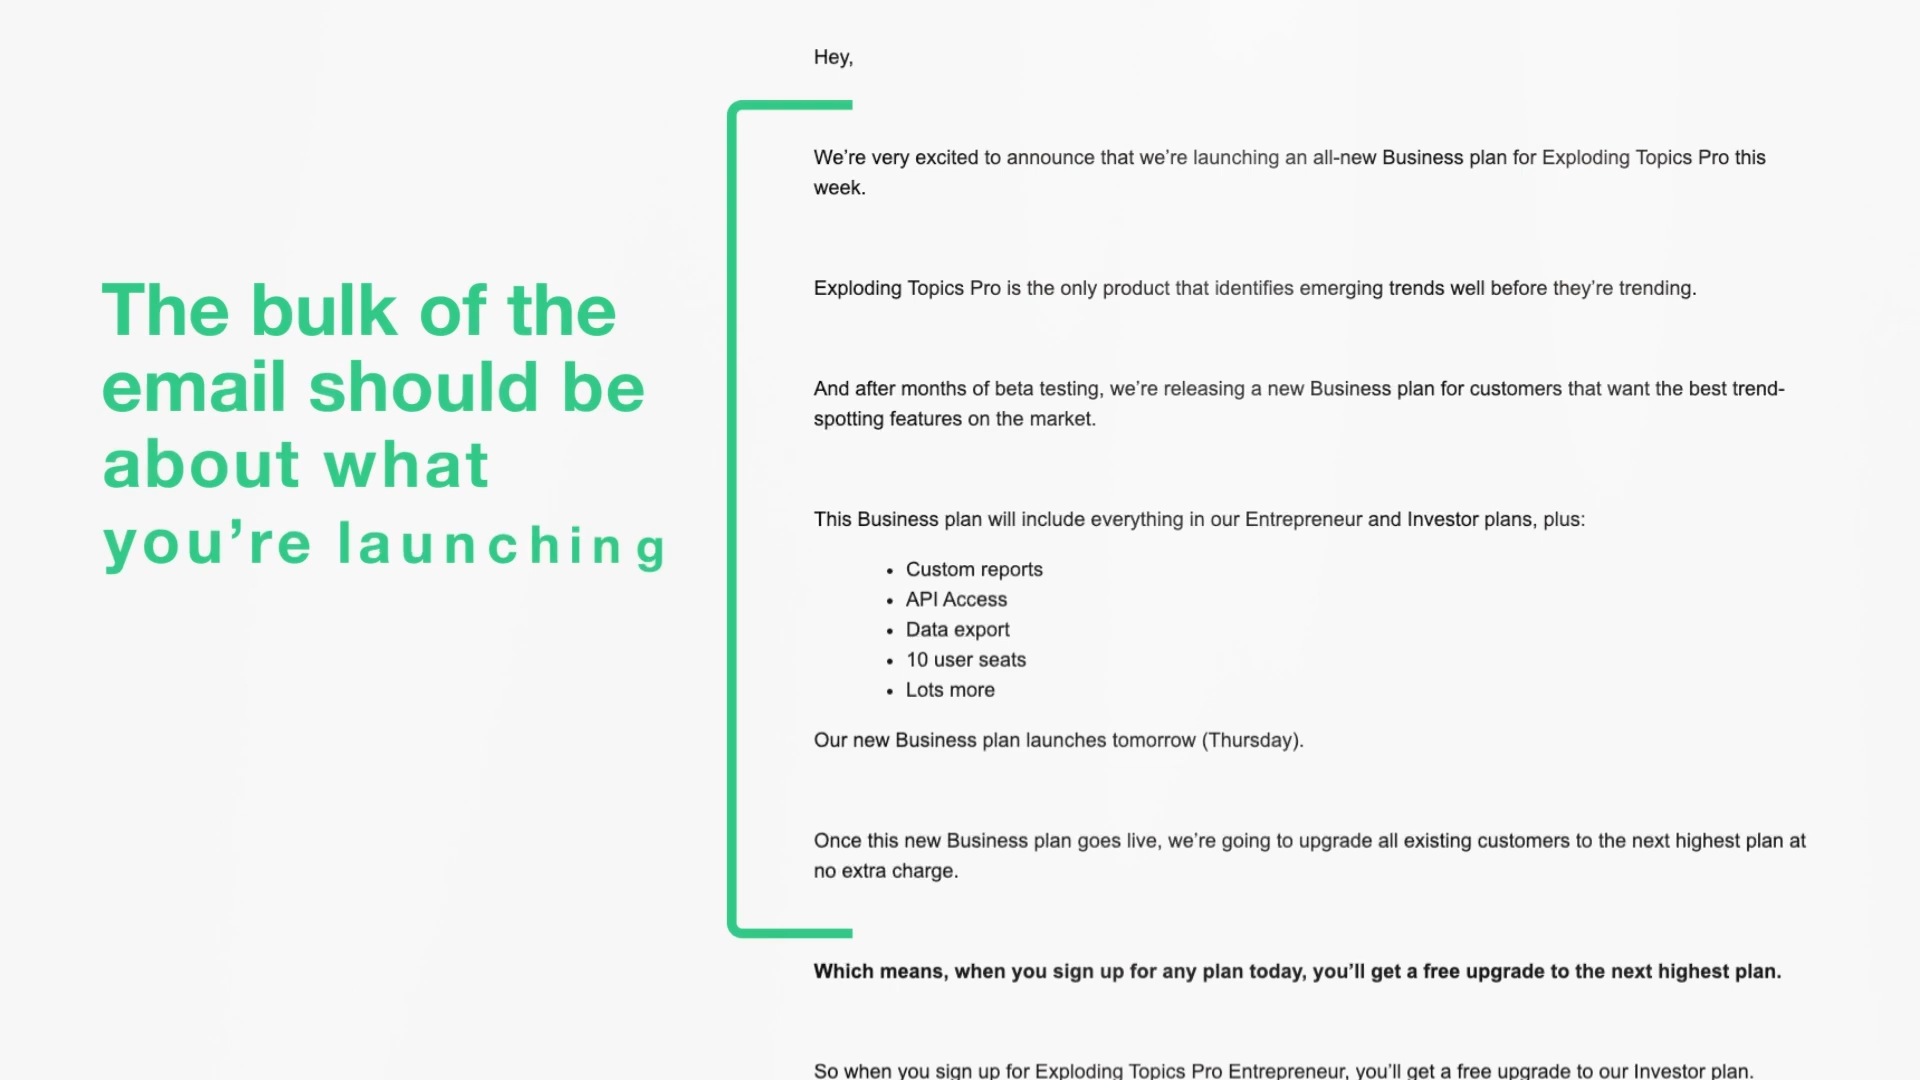 The bulk of the
email should be
about what
you’re launching
Hey,
We’re very excited to announce that we’re launching an all-new Business plan for Exploding Topics Pro this
week.
Exploding Topics Pro is the only product that identifies emerging trends well before they’re trending.
And after months of beta testing, we’re releasing a new Business plan for customers that want the best trend-
spotting features on the market.
This Business plan will include everything in our Entrepreneur and Investor plans, plus:
• Custom reports
• API Access
• Data export
• 10 user seats
• Lots more
Our new Business plan launches tomorrow (Thursday).
Once this new Business plan goes live, we’re going to upgrade all existing customers to the next highest plan at
no extra charge.
Which means, when you sign up for any plan today, you’ll get a free upgrade to the next highest plan.
So when you sign up for Exploding Topics Pro Entrepreneur, you’ll get a free upgrade to our Investor plan.